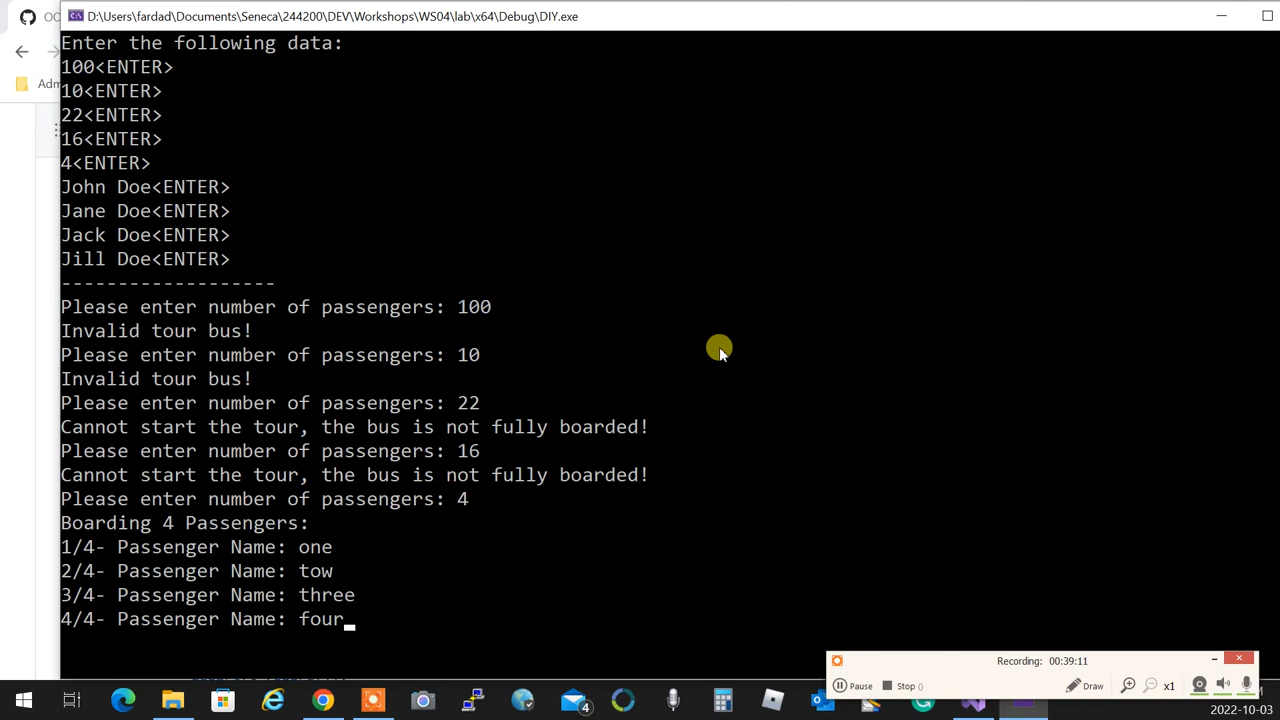 OO
D:\Users\fardad\Documents\Seneca\244200\DEV\Workshops\WS04\lab\x64\Debug\DIY.exe
Adm
Enter the following data:
100<ENTER>
10<ENTER>
22<ENTER>
16<ENTER>
4<ENTER>
John Doe<ENTER>
Jane Doe<ENTER>
Jack Doe<ENTER>
Jill Doe<ENTER>
-------------------
Please enter number of passengers: 100
Invalid tour bus!
Please enter number of passengers: 10
Invalid tour bus!
Please enter number of passengers: 22
Cannot start the tour, the bus is not fully boarded!
Please enter number of passengers: 16
Cannot start the tour, the bus is not fully boarded!
Please enter number of passengers: 4
Boarding 4 Passengers:
1/4- Passenger Name: one
2/4- Passenger Name: tow
3/4- Passenger Name: three
4/4- Passenger Name: four
Recording: 00:39:11
Pause Stop () Draw x1
4
2022-10-03